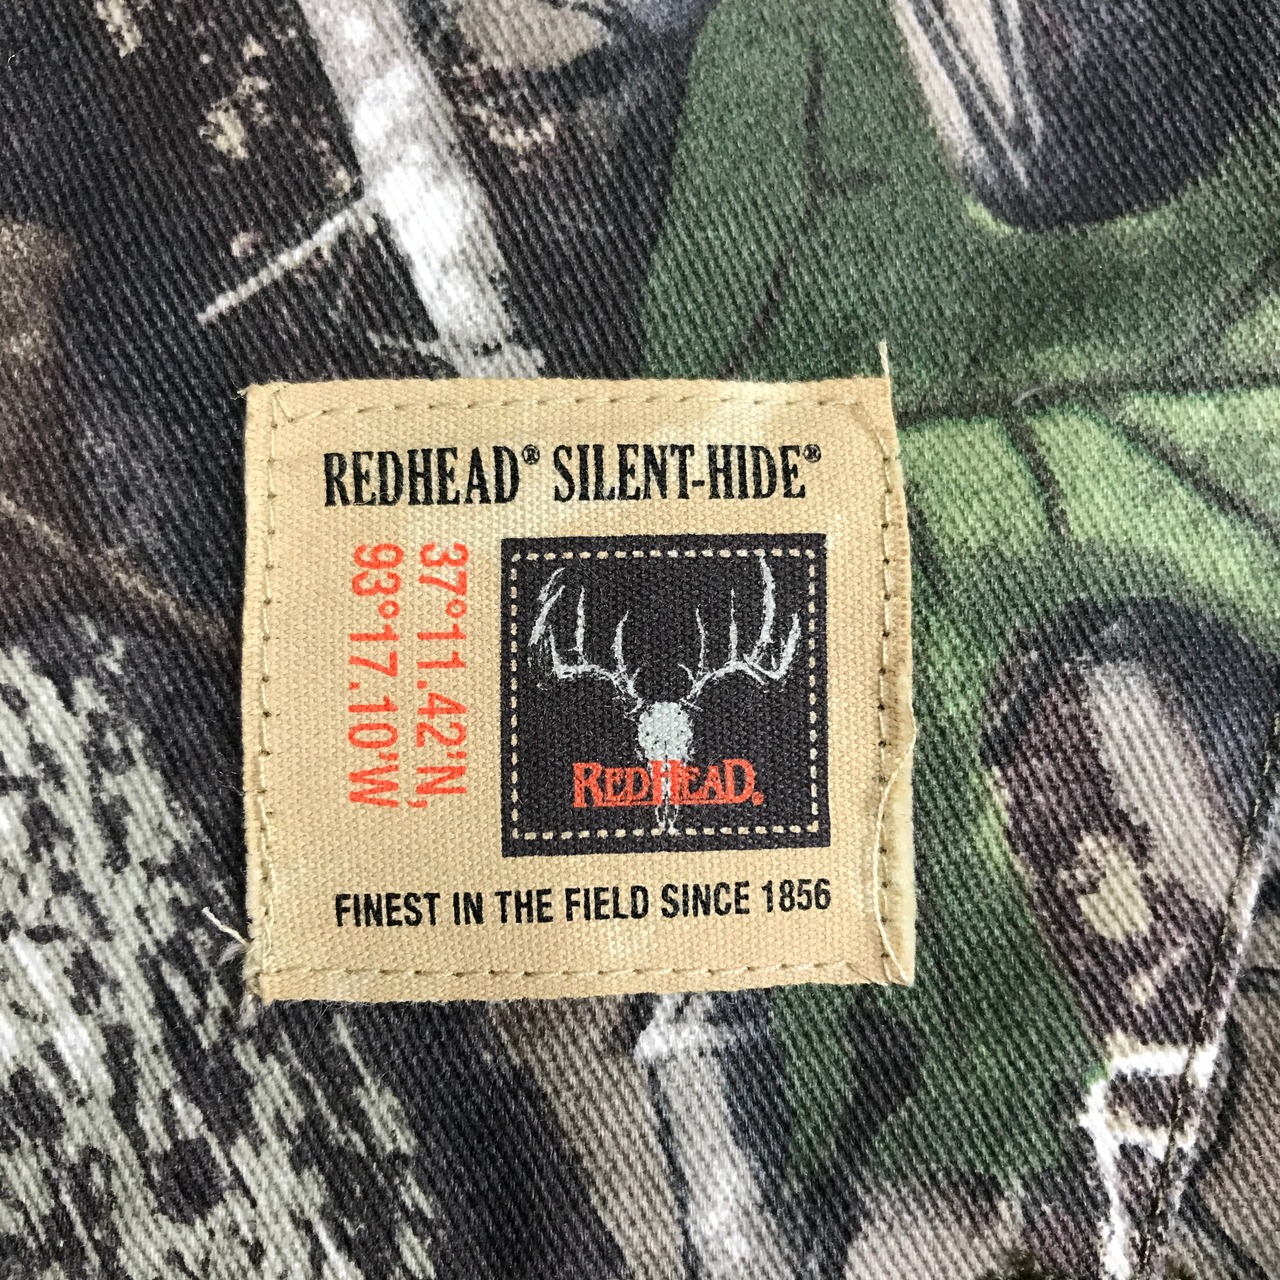 REDHEAD® SILENT-HIDE®
37°11.42'N,
93°17.10'W
REDHEAD.
FINEST IN THE FIELD SINCE 1856